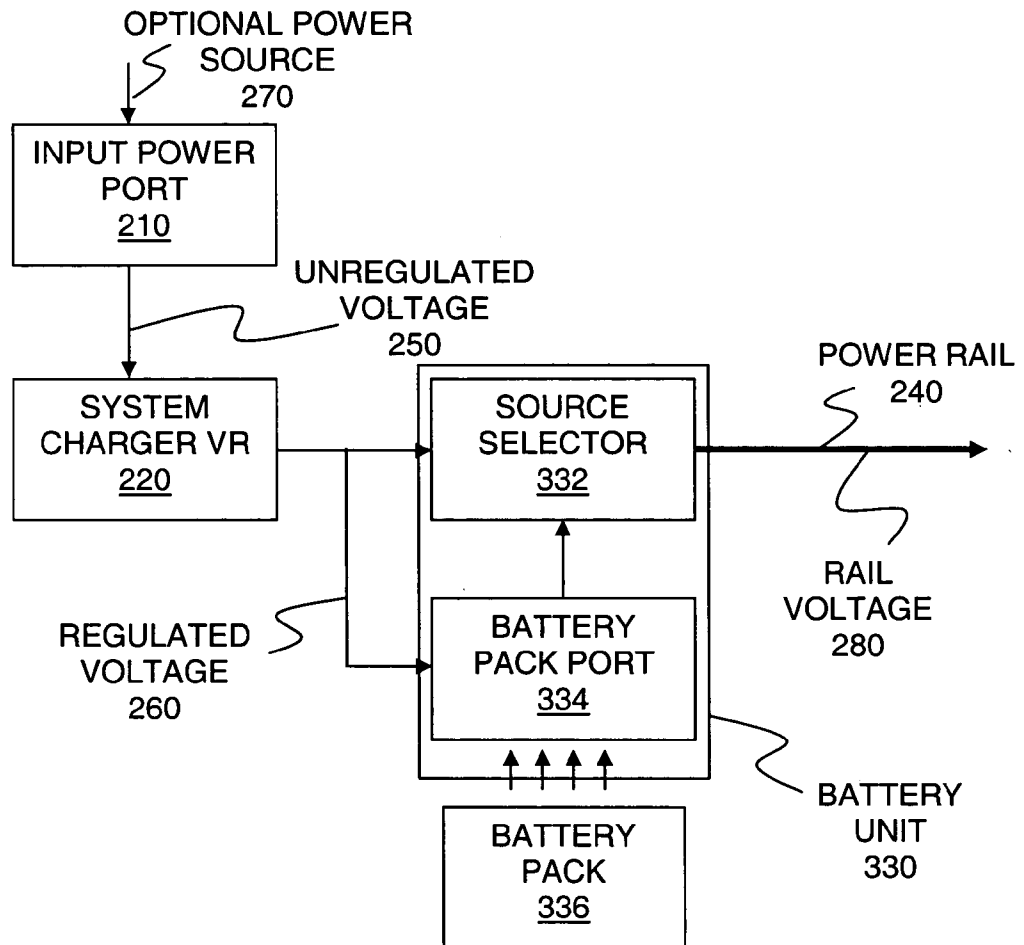 OPTIONAL POWER
SOURCE
270
INPUT POWER
PORT
210
UNREGULATED
VOLTAGE
250
SYSTEM
CHARGER VR
220
SOURCE
SELECTOR
332
POWER RAIL
240
RAIL
VOLTAGE
280
REGULATED
VOLTAGE
260
BATTERY
PACK PORT
334
BATTERY
UNIT
330
BATTERY
PACK
336